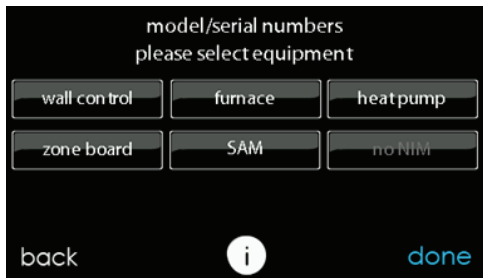 model/serial numbers
please select equipment
wall control furnace heat pump
zone board SAM no NIM
back i done